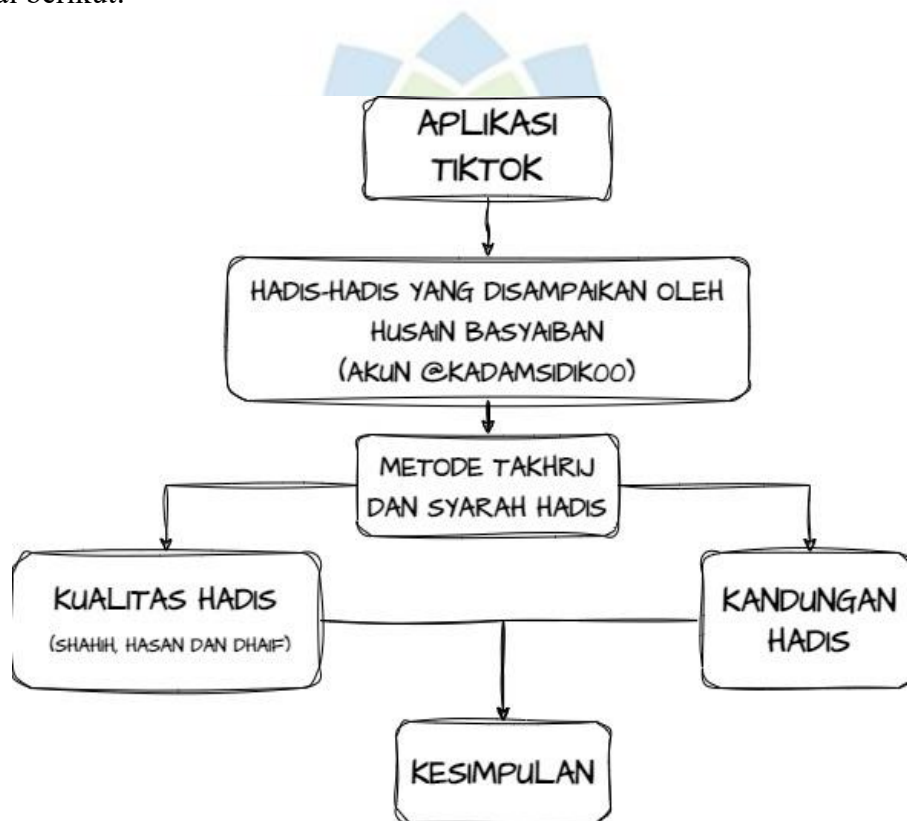 berikut:
APLIKASI
TIKTOK
HADIS-HADIS YANG DISAMPAIKAN OLEH
HUSAIN BASYAIBAN
(AKUN @KADAMSIDIK00)
METODE TAKHRIJ
DAN SYARAH HADIS
KUALITAS HADIS
(SHAHIH, HASAN DAN DHAIF)
KANDUNGAN
HADIS
KESIMPULAN